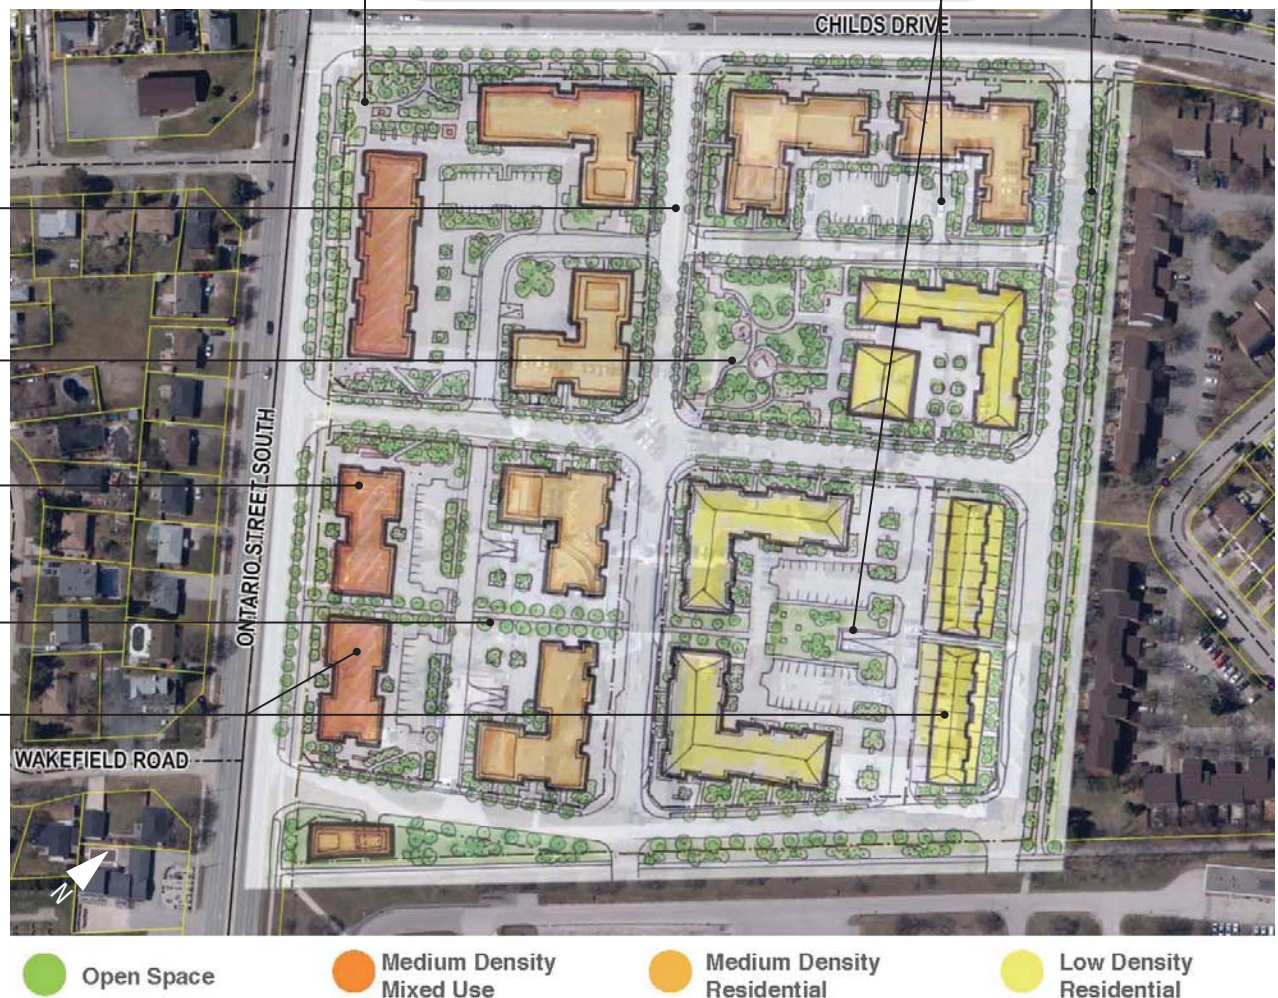 CHILDS DRIVE
ONTARIO STREET SOUTH
WAKEFIELD ROAD
N
Open Space
Medium Density
Mixed Use
Medium Density
Residential
Low Density
Residential